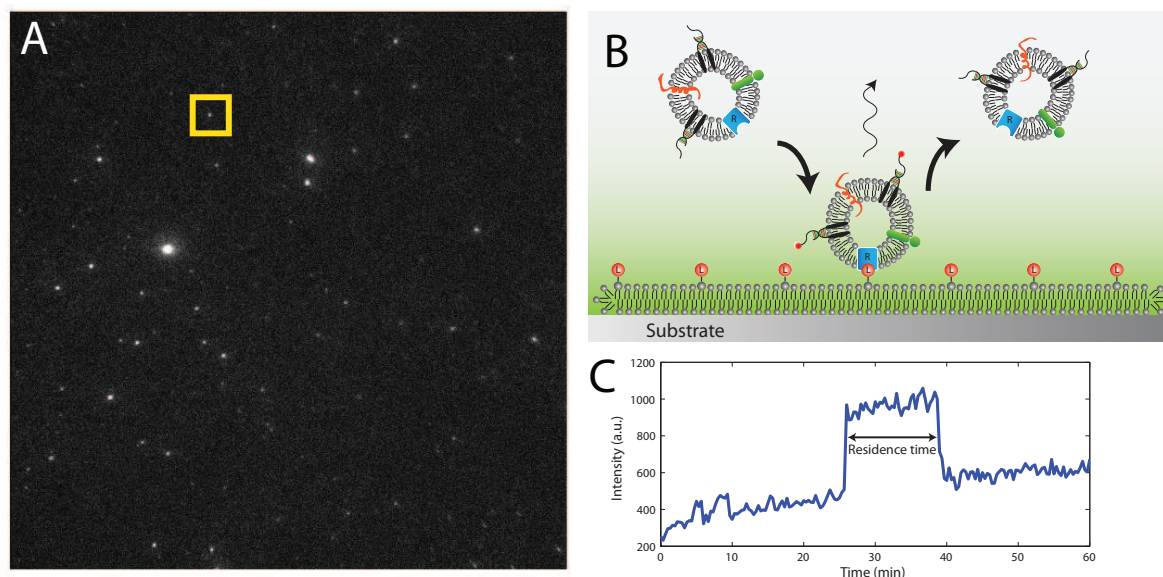 A
B
R
R
R
L
L
L
L
L
L
L
Substrate
C
1200
1000
800
600
400
200
Intensity (a.u.)
Residence time
0
10
20
30
40
50
60
Time (min)